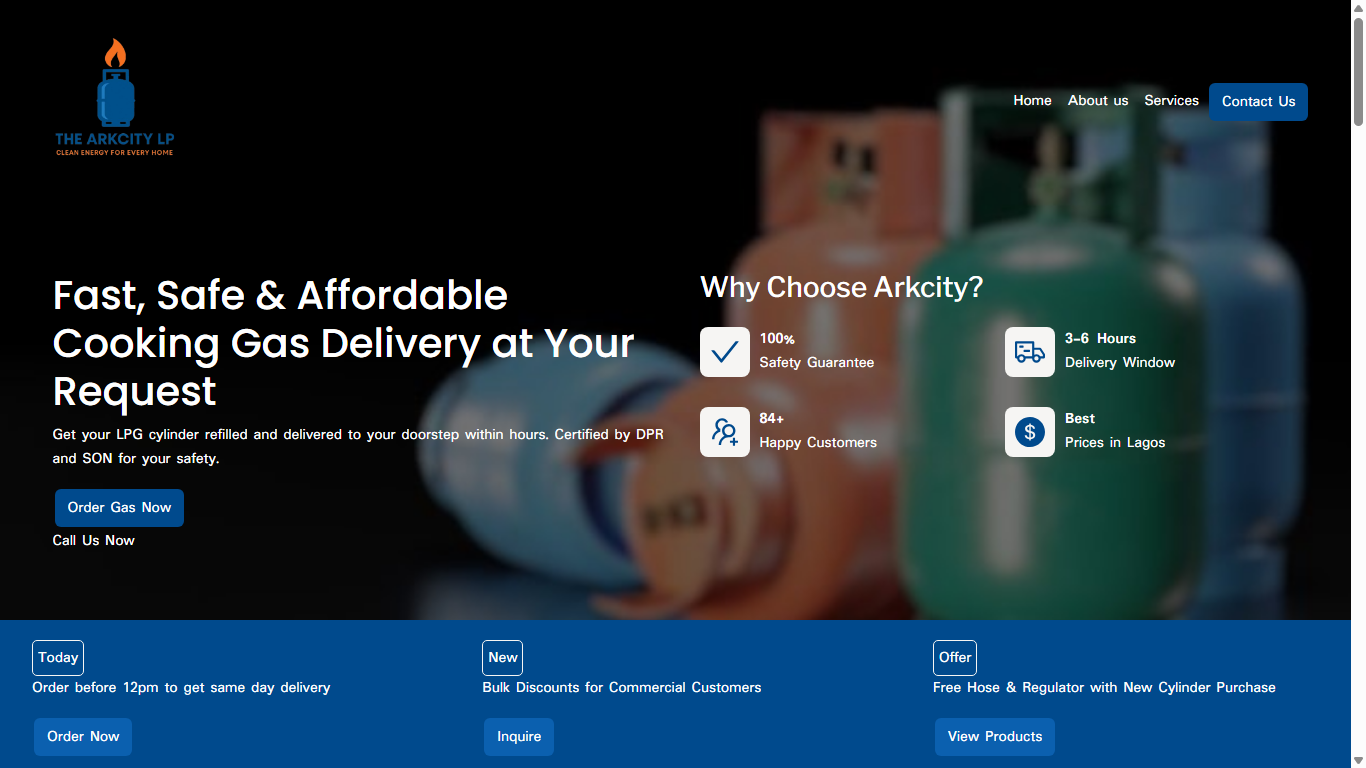 THE ARKCITY LP
CLEAN ENERGY FOR EVERY HOME
Home
About us
Services
Contact Us
Fast, Safe & Affordable
Cooking Gas Delivery at Your
Request
Get your LPG cylinder refilled and delivered to your doorstep within hours. Certified by DPR
and SON for your safety.
Order Gas Now
Call Us Now
Why Choose Arkcity?
100%
Safety Guarantee
3-6 Hours
Delivery Window
84+
Happy Customers
$
Best
Prices in Lagos
Today
Order before 12pm to get same day delivery
Order Now
New
Bulk Discounts for Commercial Customers
Inquire
Offer
Free Hose & Regulator with New Cylinder Purchase
View Products